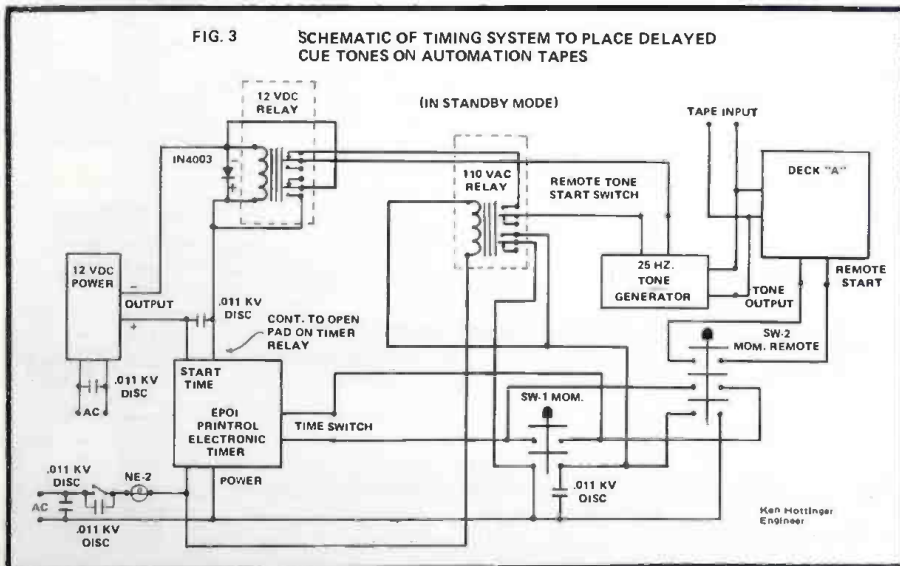 FIG. 3
SCHEMATIC OF TIMING SYSTEM TO PLACE DELAYED
CUE TONES ON AUTOMATION TAPES
12 VDC
RELAY
(IN STANDBY MODE)
TAPE INPUT
IN4003
+
110 VAC
RELAY
REMOTE TONE
START SWITCH
DECK "A"
12 VDC
POWER
-
OUTPUT
+
.011 KV
DISC
25 HZ.
TONE
GENERATOR
TONE
OUTPUT
REMOTE
START
CONT. TO OPEN
PAD ON TIMER
RELAY
SW-2
MOM. REMOTE
.011 KV
DISC
AC
START
TIME
EPOI
PRINTROL
ELECTRONIC
TIMER
TIME SWITCH
SW-1 MOM.
POWER
.011 KV
DISC
NE-2
AC
.011 KV
DISC
.011 KV
DISC
Ken Hottinger
Engineer